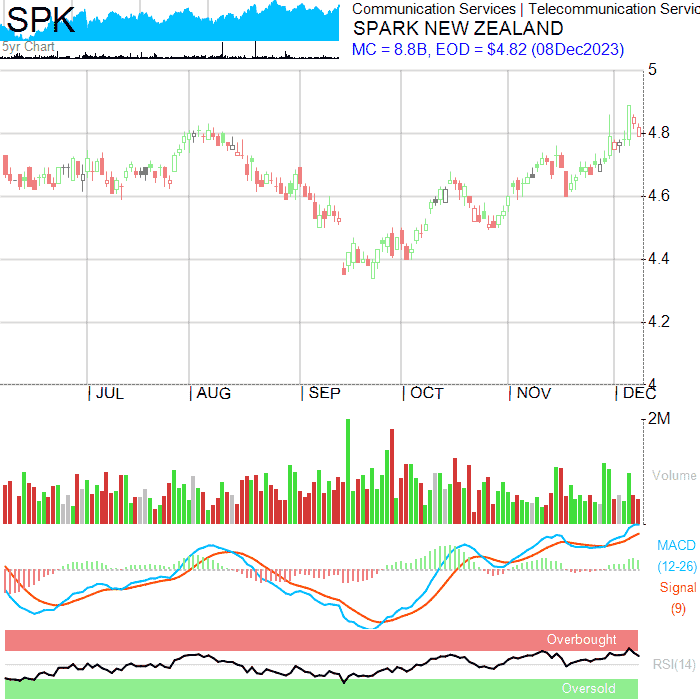 SPK
5yr Chart
Communication Services | Telecommunication Servic
SPARK NEW ZEALAND
MC = 8.8B, EOD = $4.82 (08Dec2023)
5
4.8
4.6
4.4
4.2
4
JUL
AUG
SEP
OCT
NOV
DEC
2M
Volume
MACD
(12-26)
Signal
(9)
Overbought
RSI(14)
Oversold